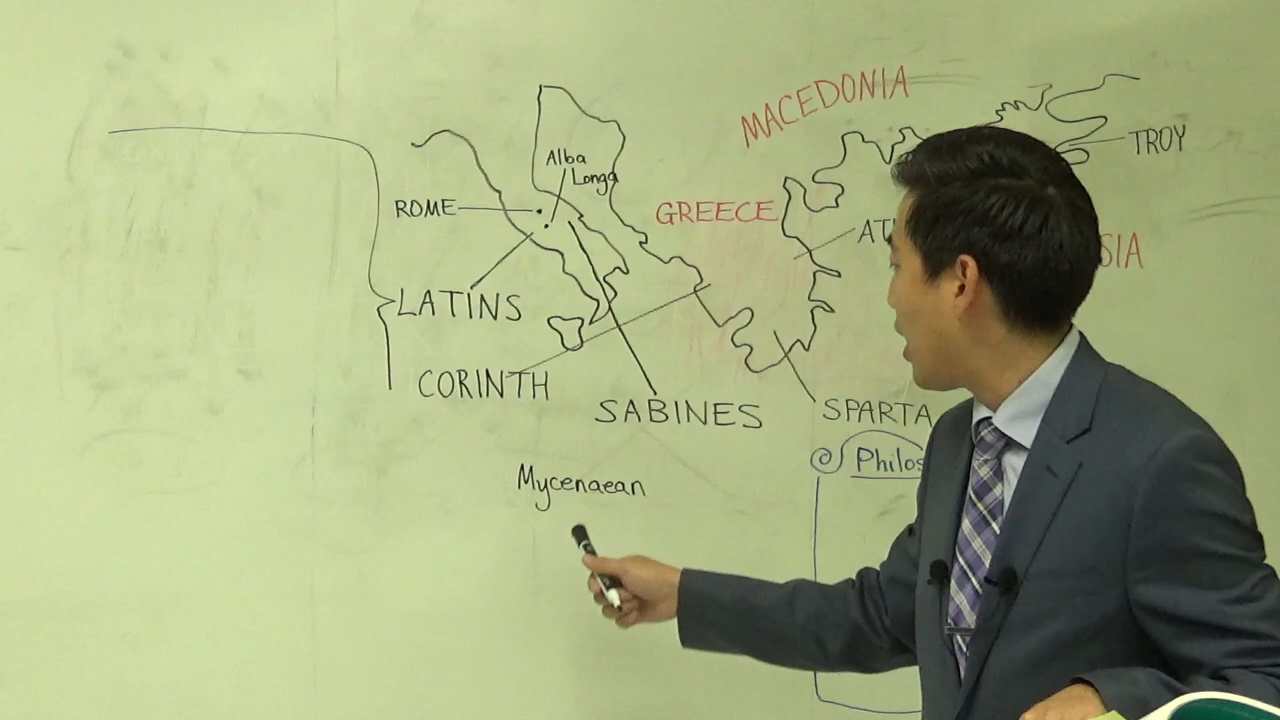 MACEDONIA
TROY
Alba
Longa
ROME
GREECE
LATINS
CORINTH
SABINES
SPARTA
Mycenaean